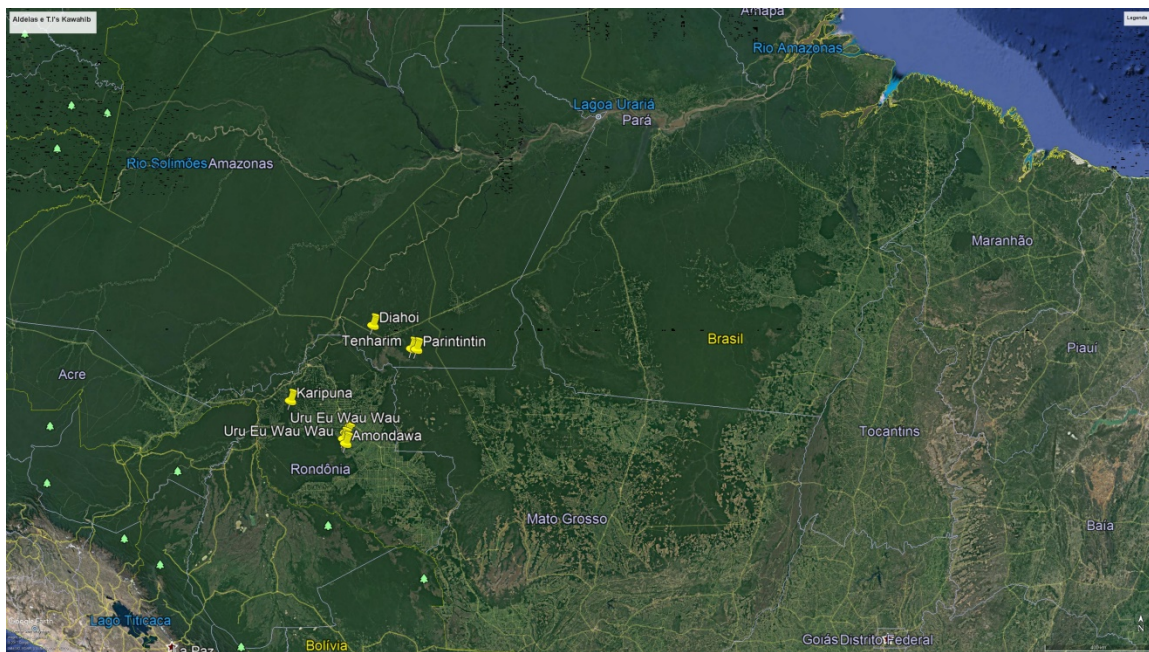 Aldeias e T.I's Kawahib
Legenda
Amapá
Rio Amazonas
Lagoa Urariá
Pará
Rio Solimões
Amazonas
Maranhão
Diahoi
Tenharim
Parintintin
Brasil
Piauí
Acre
Karipuna
Uru Eu Wau Wau
Uru Eu Wau Wau
Amondawa
Tocantins
Rondônia
Mato Grosso
Baía
Google Earth
Lago Titicaca
La Paz
Bolívia
Goiás
Distrito Federal